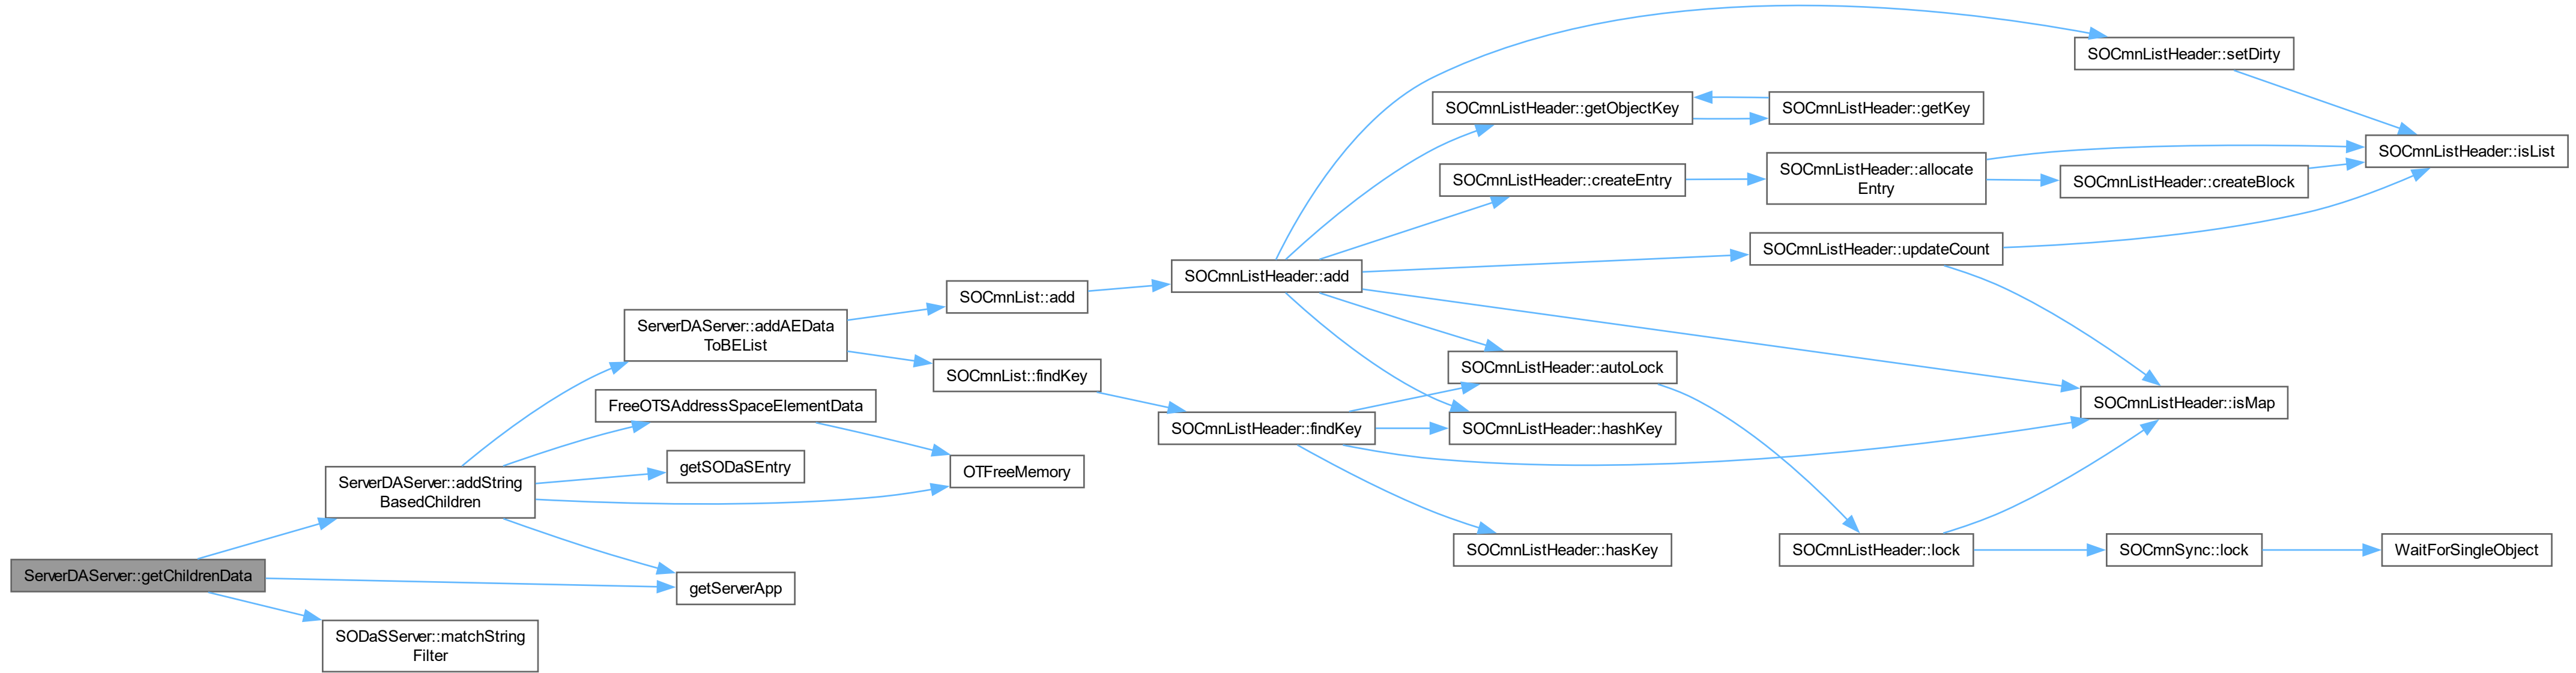 SOCmnListHeader::setDirty
SOCmnListHeader::getObjectKey
SOCmnListHeader::getKey
SOCmnListHeader::isList
SOCmnListHeader::createEntry
SOCmnListHeader::allocate
Entry
SOCmnListHeader::createBlock
SOCmnListHeader::updateCount
SOCmnListHeader::add
SOCmnList::add
ServerDAServer::addAEData
ToBEList
SOCmnList::findKey
SOCmnListHeader::autoLock
SOCmnListHeader::isMap
FreeOTSAddressSpaceElementData
SOCmnListHeader::findKey
SOCmnListHeader::hashKey
getSODaSEntry
OTFreeMemory
ServerDAServer::addString
BasedChildren
SOCmnListHeader::hasKey
SOCmnListHeader::lock
SOCmnSync::lock
WaitForSingleObject
ServerDAServer::getChildrenData
getServerApp
SODaSServer::matchString
Filter